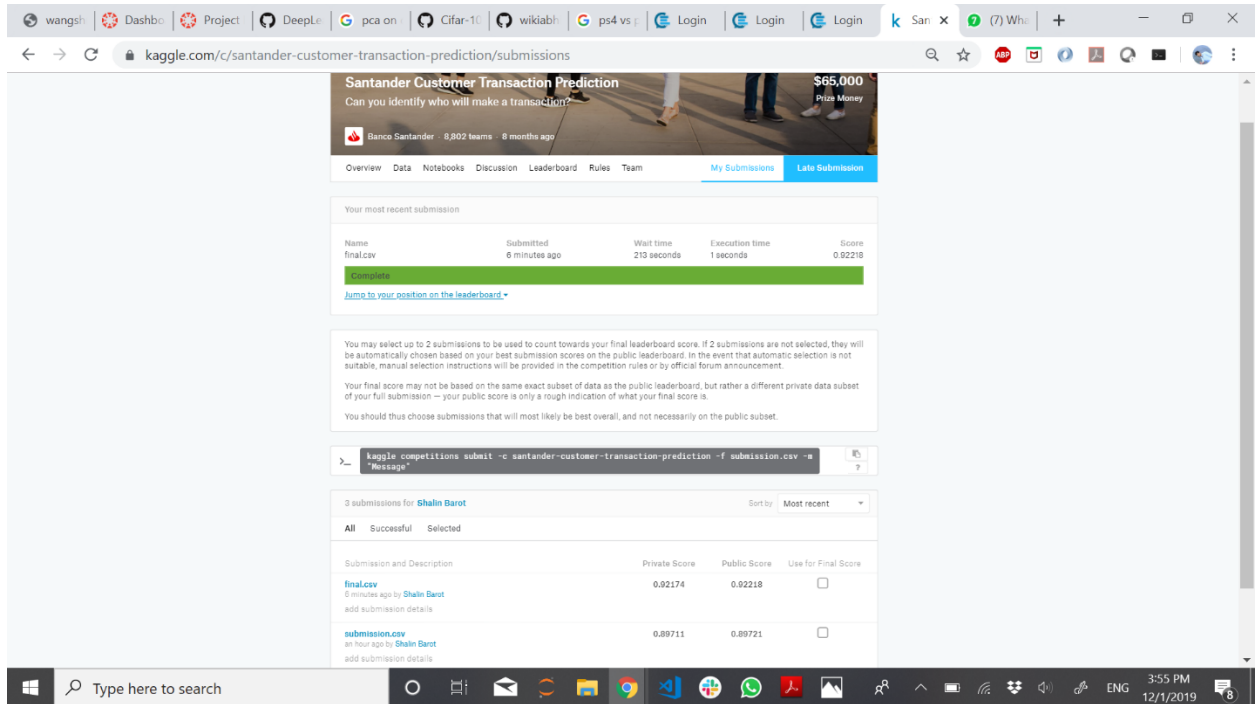 wangsh
Dashbo
Project
DeepLe
pca on
Cifar-10
wikiabh
ps4 vs p
Login
Login
Login
San
(7) Wha
kaggle.com/c/santander-customer-transaction-prediction/submissions
ABP
Santander Customer Transaction Prediction
$65,000
Can you identify who will make a transaction?
Prize Money
Banco Santander · 8,802 teams · 8 months ago
Overview Data Notebooks Discussion Leaderboard Rules Team My Submissions Late Submission
Your most recent submission
Name Submitted Wait time Execution time Score
final.csv 6 minutes ago 213 seconds 1 seconds 0.92218
Complete
Jump to your position on the leaderboard
You may select up to 2 submissions to be used to count towards your final leaderboard score. If 2 submissions are not selected, they will
be automatically chosen based on your best submission scores on the public leaderboard. In the event that automatic selection is not
suitable, manual selection instructions will be provided in the competition rules or by official forum announcement.
Your final score may not be based on the same exact subset of data as the public leaderboard, but rather a different private data subset
of your full submission — your public score is only a rough indication of what your final score is.
You should thus choose submissions that will most likely be best overall, and not necessarily on the public subset.
>_ kaggle competitions submit -c santander-customer-transaction-prediction -f submission.csv -m
"Message"
?
3 submissions for Shalin Barot Sort by Most recent
All Successful Selected
Submission and Description Private Score Public Score Use for Final Score
final.csv 0.92174 0.92218
6 minutes ago by Shalin Barot
add submission details
submission.csv 0.89711 0.89721
an hour ago by Shalin Barot
add submission details
Type here to search
ENG
3:55 PM
12/1/2019
8